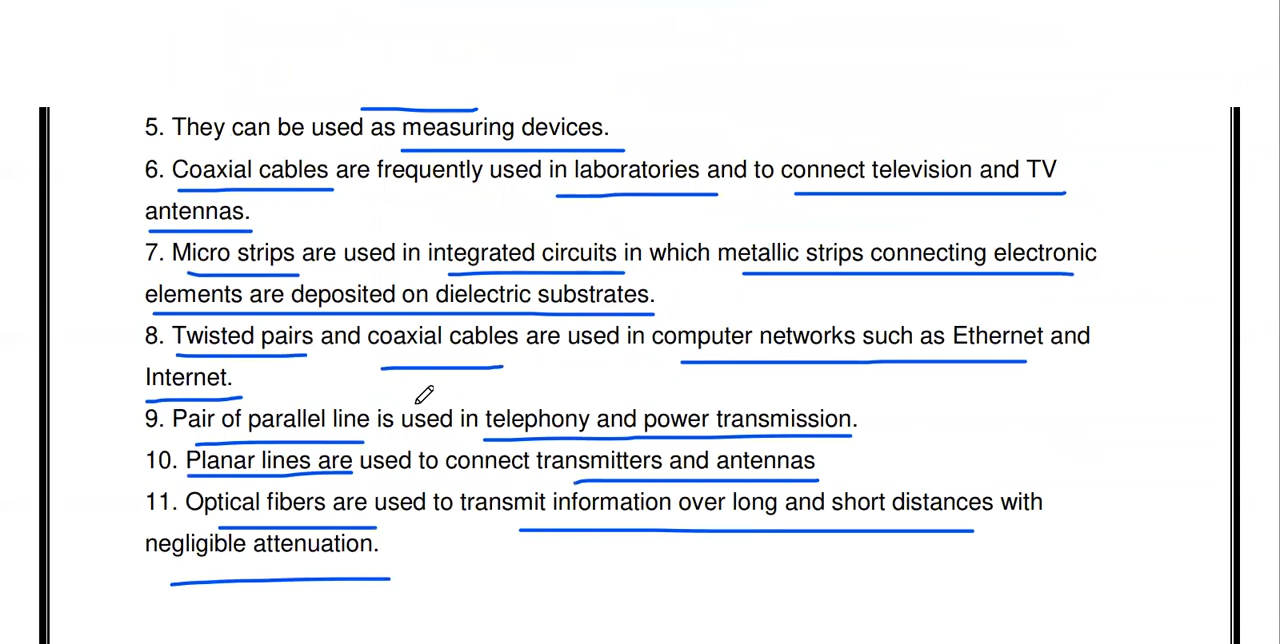 5. They can be used as measuring devices.
6. Coaxial cables are frequently used in laboratories and to connect television and TV
antennas.
7. Micro strips are used in integrated circuits in which metallic strips connecting electronic
elements are deposited on dielectric substrates.
8. Twisted pairs and coaxial cables are used in computer networks such as Ethernet and
Internet.
9. Pair of parallel line is used in telephony and power transmission.
10. Planar lines are used to connect transmitters and antennas
11. Optical fibers are used to transmit information over long and short distances with
negligible attenuation.